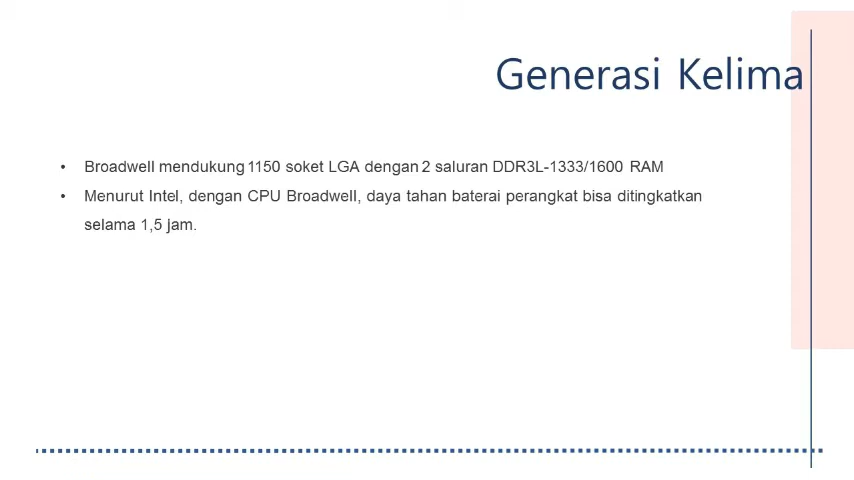 Generasi Kelima
• Broadwell mendukung 1150 soket LGA dengan 2 saluran DDR3L-1333/1600 RAM
• Menurut Intel, dengan CPU Broadwell, daya tahan baterai perangkat bisa ditingkatkan
selama 1,5 jam.